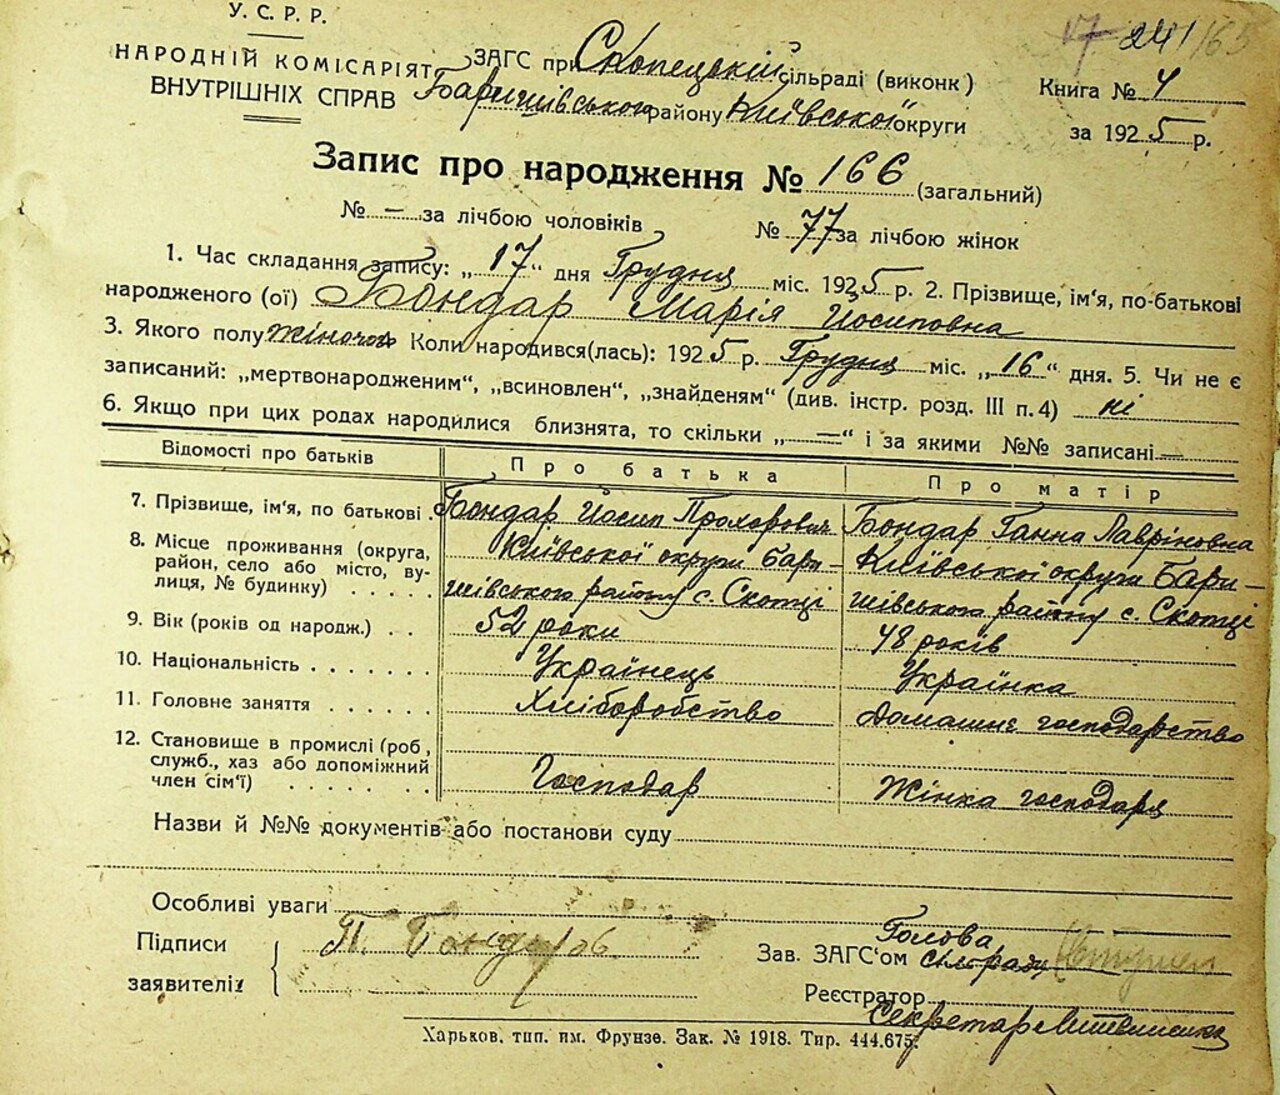 У. С. Р. Р.
17 241/65
НАРОДНІЙ КОМІСАРІЯТ
ВНУТРІШНІХ СПРАВ
ЗАГС при Скопецькій сільраді (виконк)
Баришівського району Київської округи
Книга № 4
за 1925 р.
Запис про народження № 166 (загальний)
№ – за лічбою чоловіків № 77 за лічбою жінок
1. Час складання запису: „17“ дня Грудня міс. 1925 р. 2. Прізвище, ім'я, по-батькові
народженого (ої) Бондар Марія Йосиповна
3. Якого полу жіночого Коли народився(лась): 1925 р. Грудня міс. „16“ дня. 5. Чи не є
записаний: „мертвонародженим“, „всиновлен“, „знайденям“ (див. інстр. розд. III п. 4) ні
6. Якщо при цих родах народилися близнята, то скільки „—“ і за якими №№ записані —
Відомості про батьків Про батька Про матір
7. Прізвище, ім'я, по батькові . Бондар Йосип Прохорович Бондар Ганна Лавріновна
8. Місце проживання (округа, район, село або місто, вулиця, № будинку) . . . . . Київської округи Баришівського району с. Скопці Київської округи Баришівського району с. Скопці
9. Вік (років од народж.) . . 52 роки 48 років
10. Національність . . . . . . Українець Українка
11. Головне заняття . . . . . . Хліборобство Домашнє господарство
12. Становище в промислі (роб, служб., хаз або допоміжний член сім'ї) . . . . . . Господар Жінка господаря
Назви й №№ документів або постанови суду
Особливі уваги
Підписи
заявителів
П. Бондар
Зав. ЗАГС'ом Голова сільради
Реєстратор
Секретар
Харьков, тип. им. Фрунзе. Зак. № 1918. Тир. 444.675.